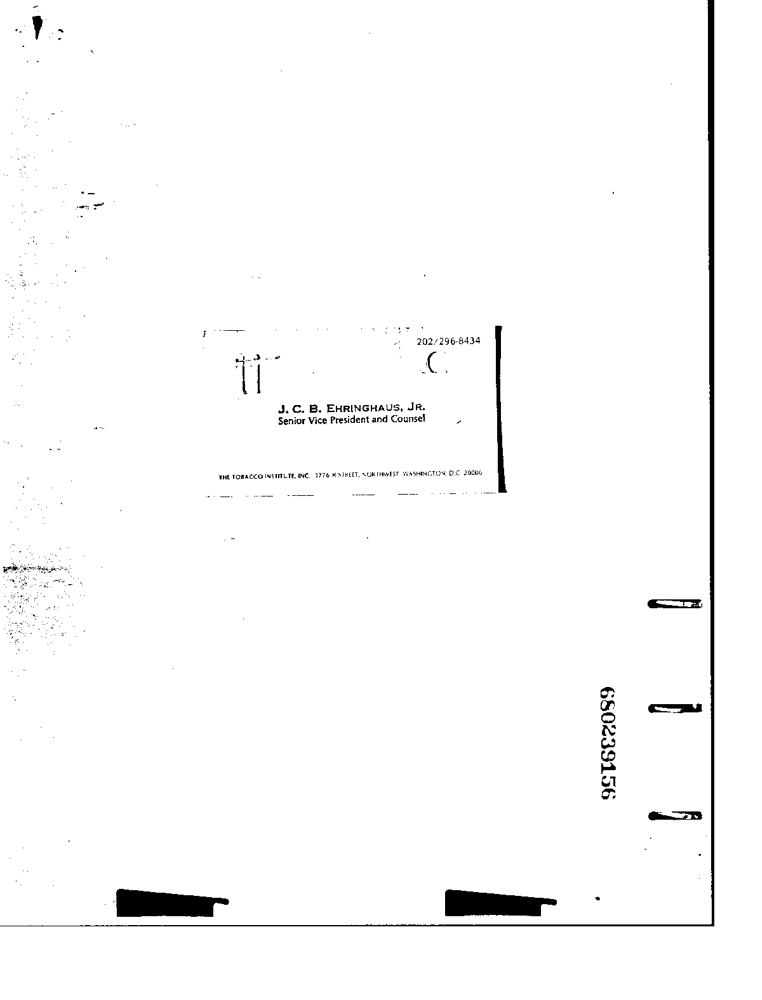 202/296-8434
J. C. B. EHRINGHAUS, JR.
Senior Vice President and Counsel
THE TOBACCO INSTITUTE, INC. 1776 K STREET, NORTHWEST WASHINGTON, D.C. 20006
680239156